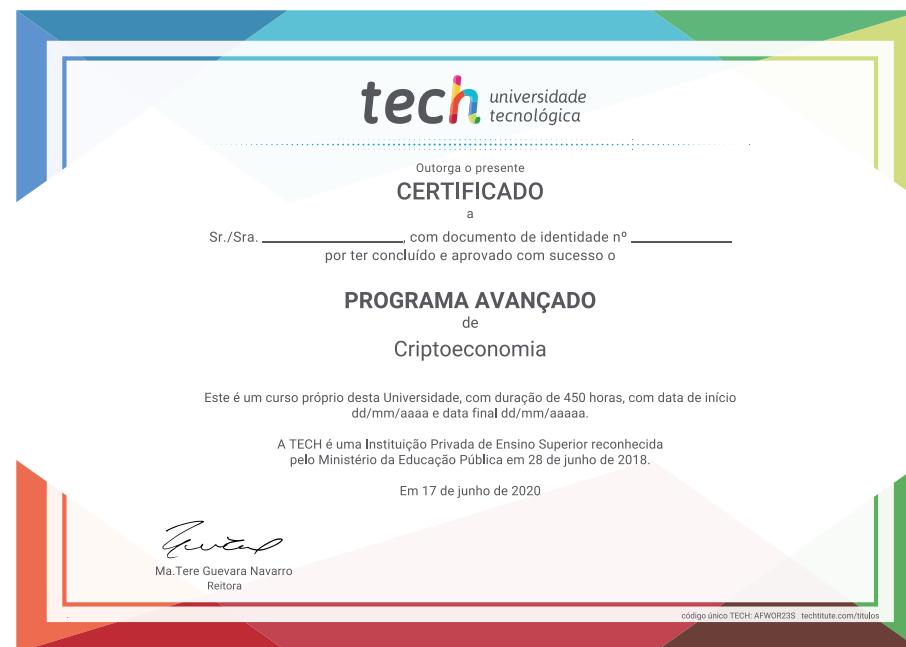 tech universidade
tecnológica
Outorga o presente
CERTIFICADO
a
Sr./Sra. ____________, com documento de identidade nº ____________
por ter concluído e aprovado com sucesso o
PROGRAMA AVANÇADO
de
Criptoeconomia
Este é um curso próprio desta Universidade, com duração de 450 horas, com data de início
dd/mm/aaaa e data final dd/mm/aaaaa.
A TECH é uma Instituição Privada de Ensino Superior reconhecida
pelo Ministério da Educação Pública em 28 de junho de 2018.
Em 17 de junho de 2020
Ma.Tere Guevara Navarro
Reitora
código único TECH: AFWOR23S techtitute.com/titulos